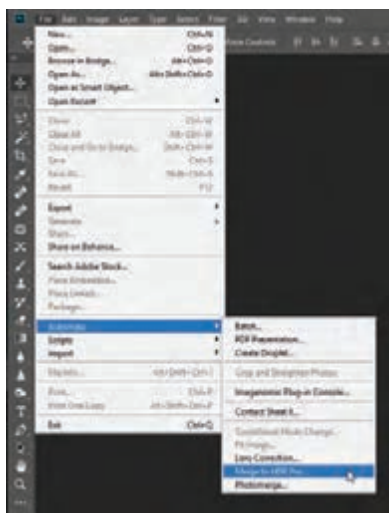 File Edit Image Layer Type Select Filter 3D View Window Help
New... Ctrl+N
Open... Ctrl+O
Browse in Bridge... Alt+Ctrl+O
Open As... Alt+Shift+Ctrl+O
Open as Smart Object...
Open Recent
Close Ctrl+W
Close All Alt+Ctrl+W
Close and Go to Bridge... Shift+Ctrl+W
Save Ctrl+S
Save As... Shift+Ctrl+S
Revert F12
Export
Generate
Share...
Share on Behance...
Search Adobe Stock...
Place Embedded...
Place Linked...
Package...
Automate
Scripts
Import
File Info... Alt+Shift+Ctrl+I
Print... Ctrl+P
Print One Copy Alt+Shift+Ctrl+P
Exit Ctrl+Q
Batch...
PDF Presentation...
Create Droplet...
Crop and Straighten Photos
Imagenomic Plug-in Console...
Contact Sheet II...
Conditional Mode Change...
Fit Image...
Lens Correction...
Merge to HDR Pro...
Photomerge...